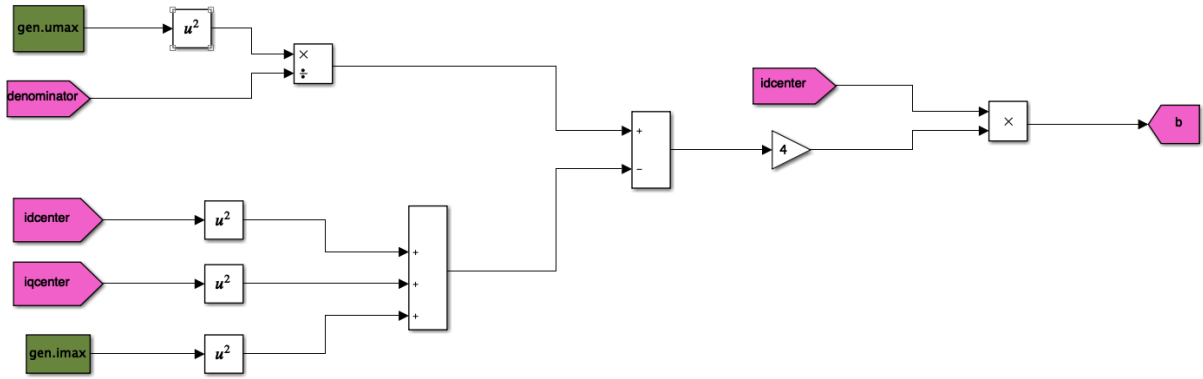 gen.umax
u²
×
÷
denominator
idcenter
+
−
4
×
b
idcenter
u²
+
iqcenter
u²
+
gen.imax
u²
+